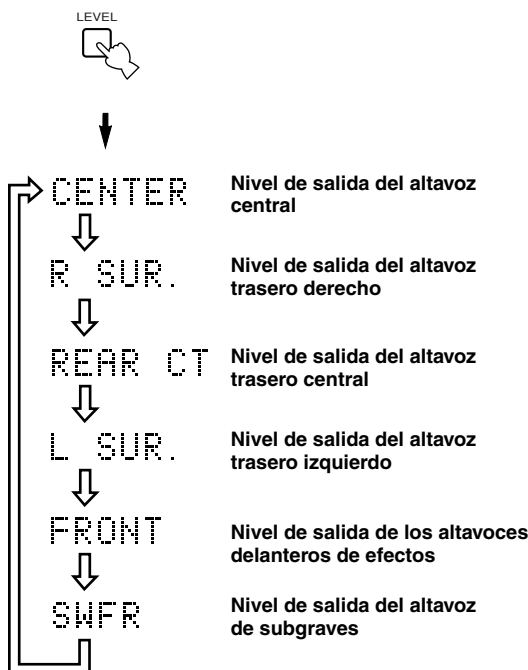 LEVEL
CENTER
Nivel de salida del altavoz
central
R SUR.
Nivel de salida del altavoz
trasero derecho
REAR CT
Nivel de salida del altavoz
trasero central
L SUR.
Nivel de salida del altavoz
trasero izquierdo
FRONT
Nivel de salida de los altavoces
delanteros de efectos
SWFR
Nivel de salida del altavoz
de subgraves